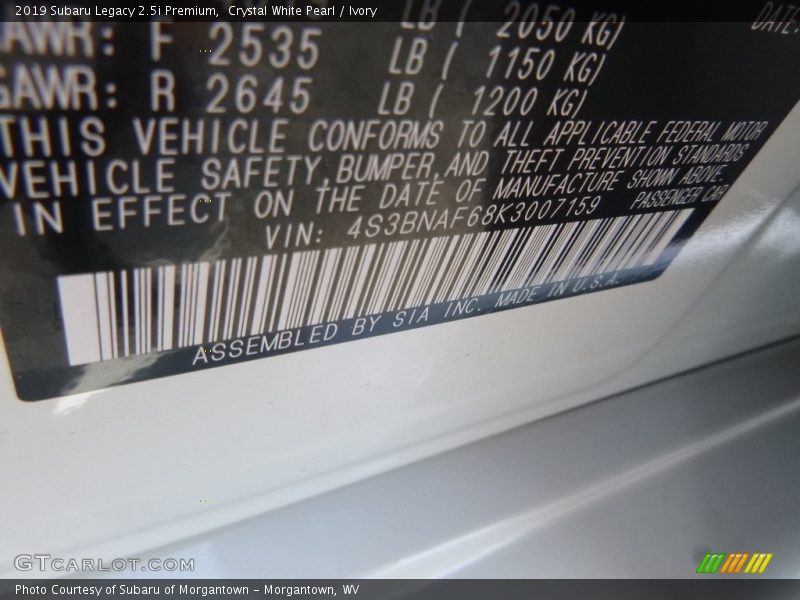 2019 Subaru Legacy 2.5i Premium, Crystal White Pearl / Ivory
LB ( 2050 KG) DATE:
GAWR: F 2535 LB ( 1150 KG)
GAWR: R 2645 LB ( 1200 KG)
THIS VEHICLE CONFORMS TO ALL APPLICABLE FEDERAL MOTOR
VEHICLE SAFETY,BUMPER,AND THEFT PREVENTION STANDARDS
IN EFFECT ON THE DATE OF MANUFACTURE SHOWN ABOVE.
VIN: 4S3BNAF68K3007159 PASSENGER CAR
ASSEMBLED BY SIA INC. MADE IN U.S.A.
GTCARLOT.COM
Photo Courtesy of Subaru of Morgantown - Morgantown, WV